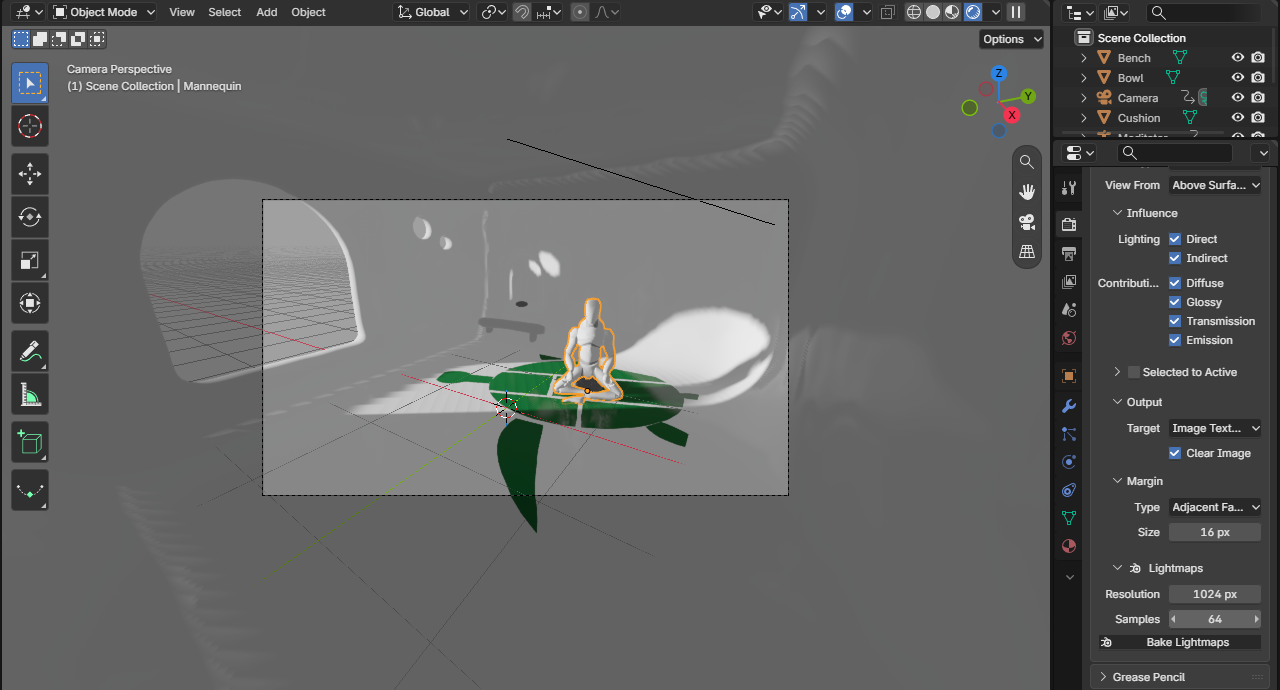 Object Mode View Select Add Object Global
Options
Camera Perspective
(1) Scene Collection | Mannequin
Z
Y
X
Scene Collection
Bench
Bowl
Camera
Cushion
Meditator
View From Above Surfa...
Influence
Lighting Direct
Indirect
Contributi... Diffuse
Glossy
Transmission
Emission
Selected to Active
Output
Target Image Text...
Clear Image
Margin
Type Adjacent Fa...
Size 16 px
Lightmaps
Resolution 1024 px
Samples 64
Bake Lightmaps
Grease Pencil